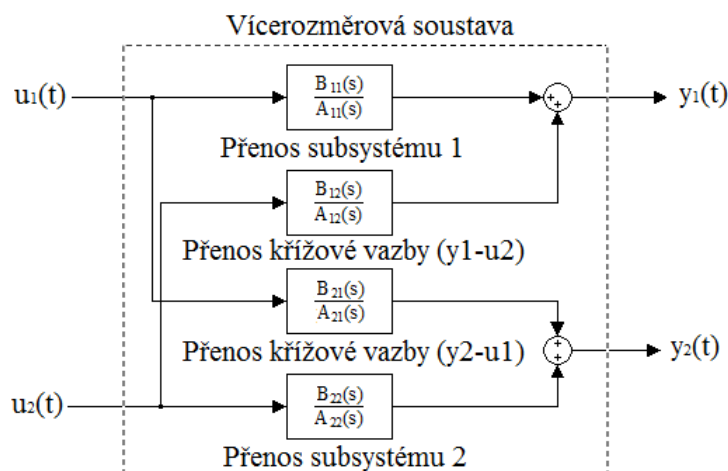 Vícerozměrová soustava
u1(t)
B11(s)
A11(s)
+
+
y1(t)
Přenos subsystému 1
B12(s)
A12(s)
Přenos křížové vazby (y1-u2)
B21(s)
A21(s)
+
+
y2(t)
Přenos křížové vazby (y2-u1)
u2(t)
B22(s)
A22(s)
Přenos subsystému 2